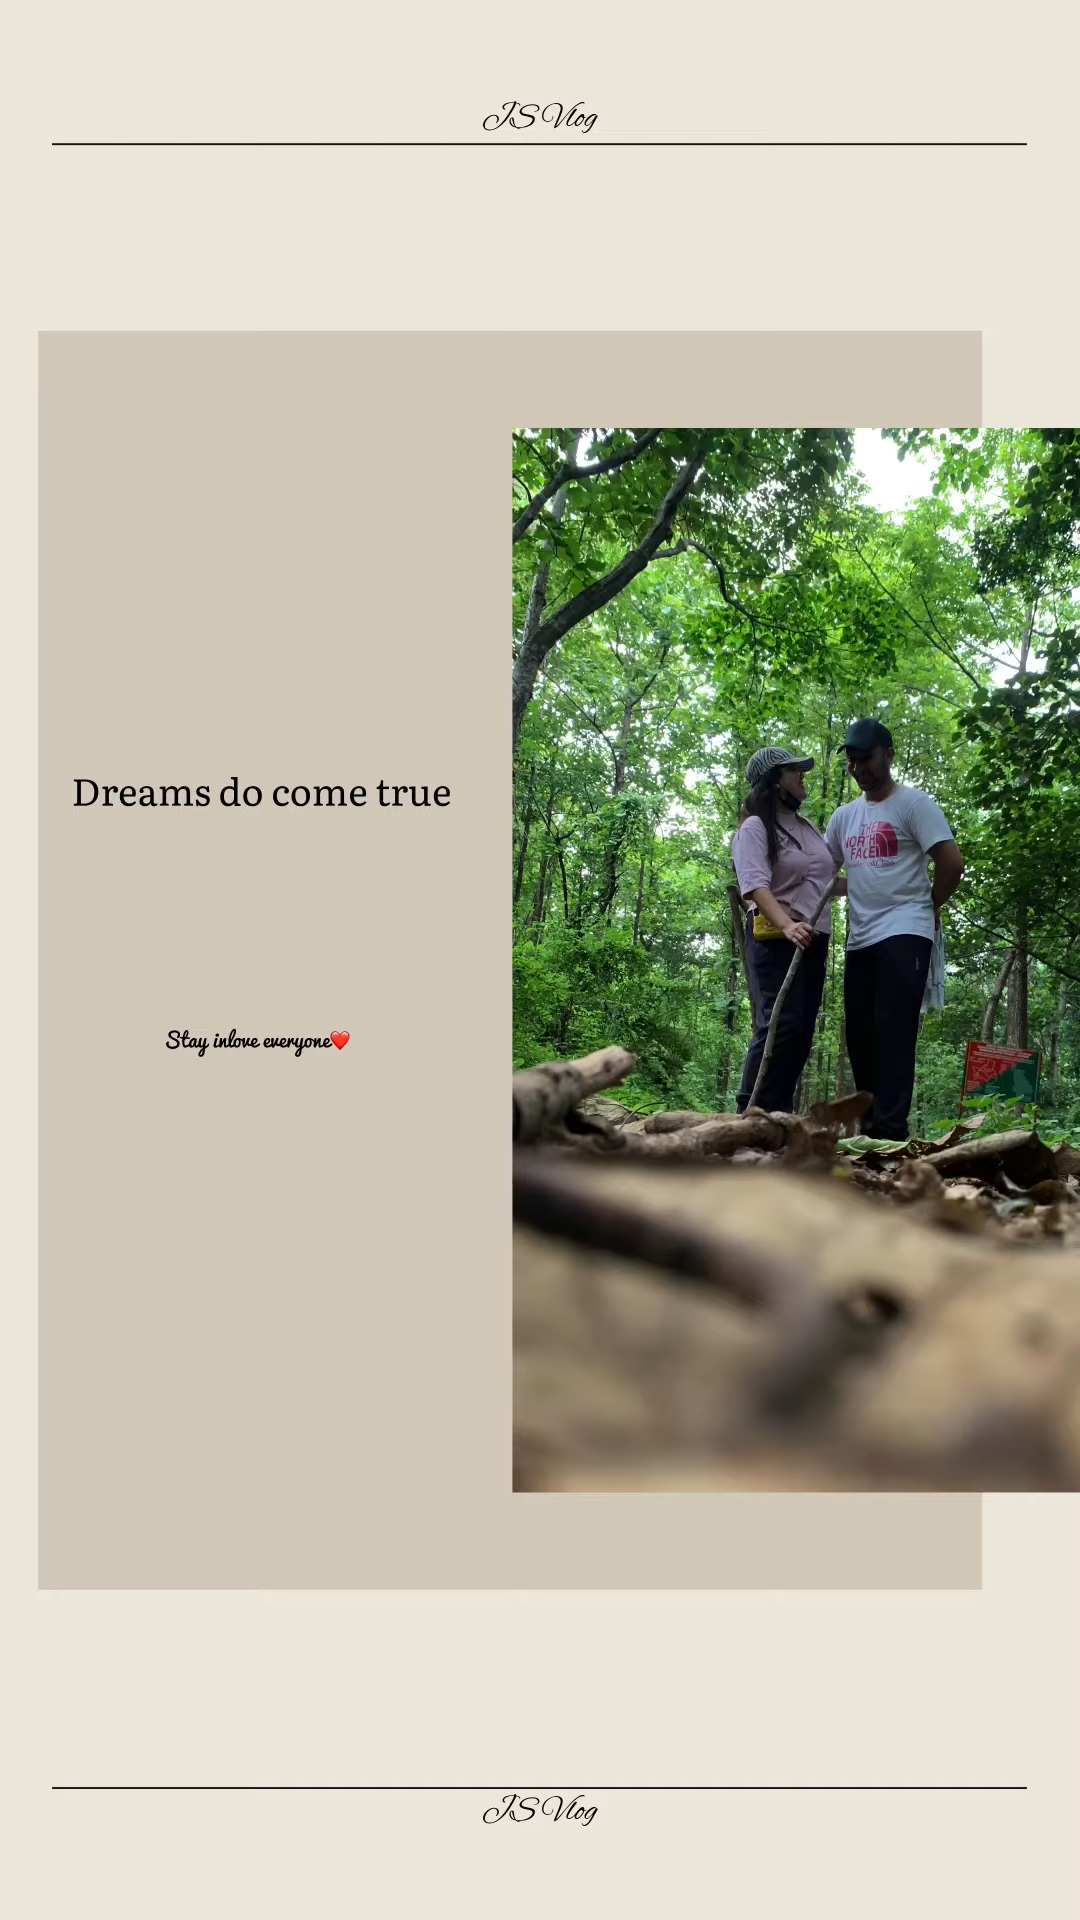 JS Vlog
Dreams do come true
Stay inlove everyone❤️
THE
NORTH
FACE
JS Vlog